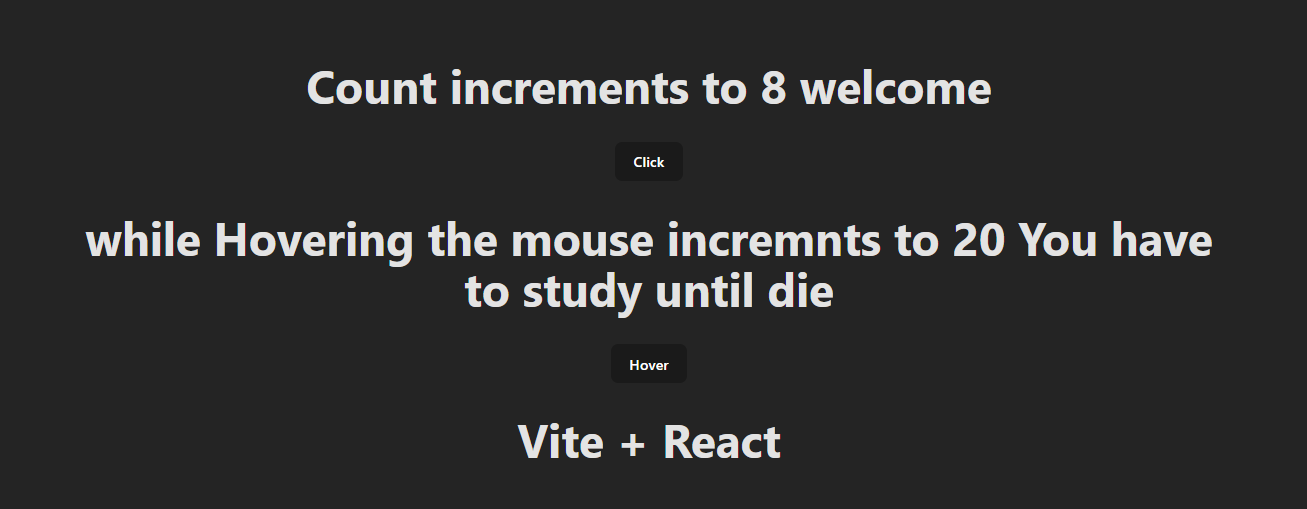 Count increments to 8 welcome
Click
while Hovering the mouse incremnts to 20 You have
to study until die
Hover
Vite + React